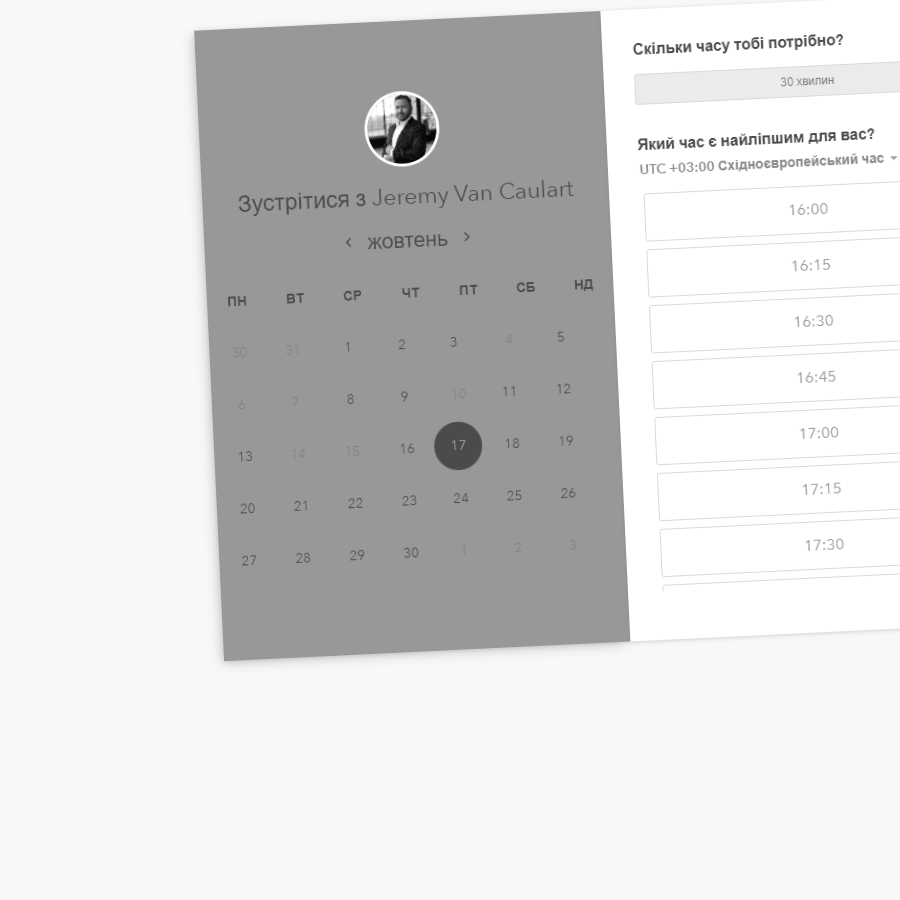 Зустрітися з Jeremy Van Caulart
жовтень
ПН ВТ СР ЧТ ПТ СБ НД
30 31 1 2 3 4 5
6 7 8 9 10 11 12
13 14 15 16 17 18 19
20 21 22 23 24 25 26
27 28 29 30 1 2 3
Скільки часу тобі потрібно?
30 хвилин
Який час є найліпшим для вас?
UTC +03:00 Східноєвропейський час
16:00
16:15
16:30
16:45
17:00
17:15
17:30